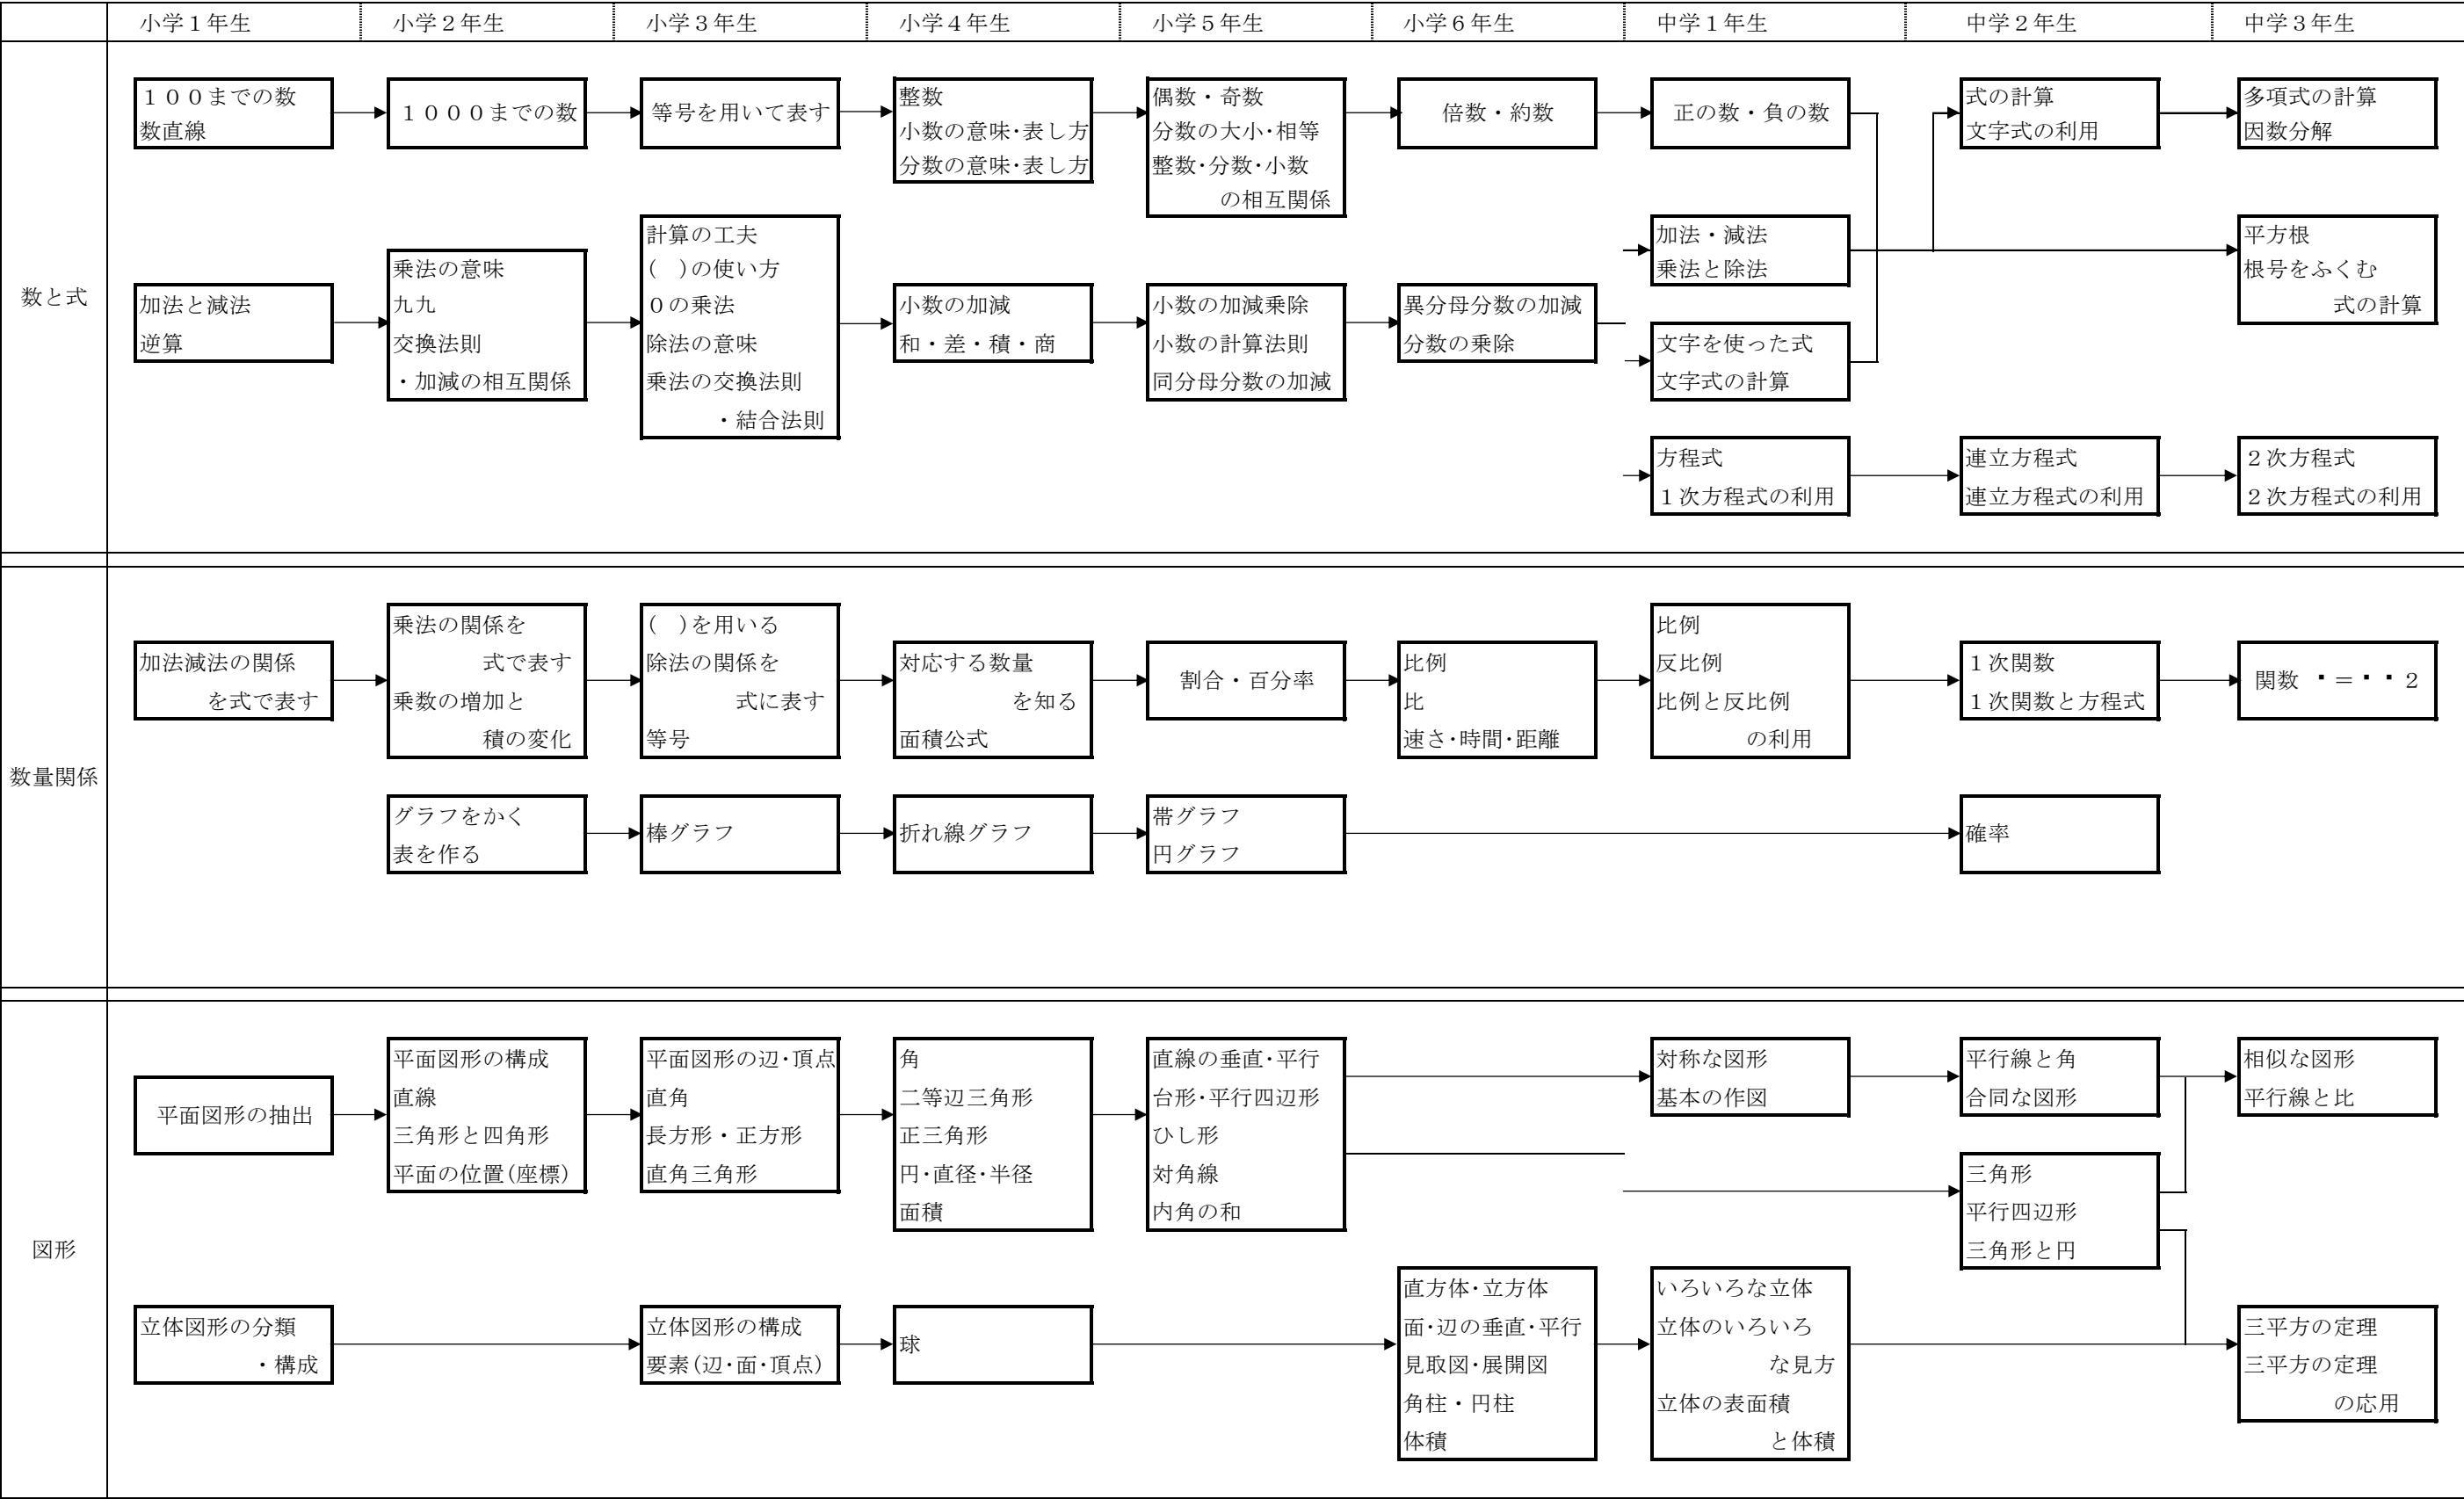 小学１年生
小学２年生
小学３年生
小学４年生
小学５年生
小学６年生
中学１年生
中学２年生
中学３年生
数と式
１００までの数
数直線
１０００までの数
等号を用いて表す
整数
小数の意味･表し方
分数の意味･表し方
偶数・奇数
分数の大小･相等
整数･分数･小数
の相互関係
倍数・約数
正の数・負の数
式の計算
文字式の利用
多項式の計算
因数分解
加法と減法
逆算
乗法の意味
九九
交換法則
・加減の相互関係
計算の工夫
(　)の使い方
０の乗法
除法の意味
乗法の交換法則
・結合法則
小数の加減
和・差・積・商
小数の加減乗除
小数の計算法則
同分母分数の加減
異分母分数の加減
分数の乗除
加法・減法
乗法と除法
文字を使った式
文字式の計算
平方根
根号をふくむ
式の計算
方程式
１次方程式の利用
連立方程式
連立方程式の利用
２次方程式
２次方程式の利用
数量関係
加法減法の関係
を式で表す
乗法の関係を
式で表す
乗数の増加と
積の変化
(　)を用いる
除法の関係を
式に表す
等号
対応する数量
を知る
面積公式
割合・百分率
比例
比
速さ･時間･距離
比例
反比例
比例と反比例
の利用
１次関数
１次関数と方程式
関数 ▪＝▪▪２
グラフをかく
表を作る
棒グラフ
折れ線グラフ
帯グラフ
円グラフ
確率
図形
平面図形の抽出
平面図形の構成
直線
三角形と四角形
平面の位置(座標)
平面図形の辺･頂点
直角
長方形・正方形
直角三角形
角
二等辺三角形
正三角形
円･直径･半径
面積
直線の垂直･平行
台形･平行四辺形
ひし形
対角線
内角の和
対称な図形
基本の作図
平行線と角
合同な図形
相似な図形
平行線と比
三角形
平行四辺形
三角形と円
立体図形の分類
・構成
立体図形の構成
要素(辺･面･頂点)
球
直方体･立方体
面･辺の垂直･平行
見取図･展開図
角柱・円柱
体積
いろいろな立体
立体のいろいろ
な見方
立体の表面積
と体積
三平方の定理
三平方の定理
の応用